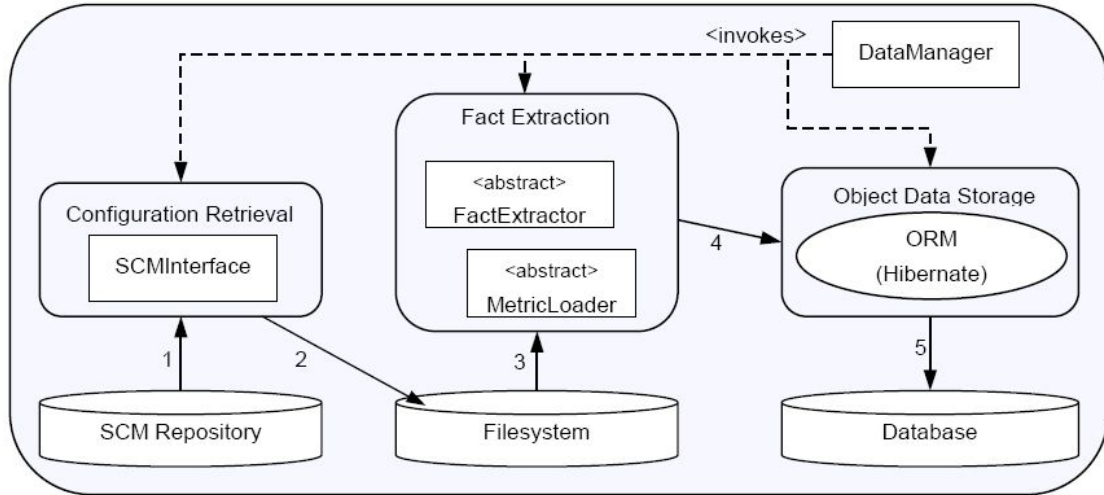 <invokes>
DataManager
Fact Extraction
<abstract>
FactExtractor
<abstract>
MetricLoader
Configuration Retrieval
SCMInterface
Object Data Storage
ORM
(Hibernate)
4
1
2
3
5
SCM Repository
Filesystem
Database